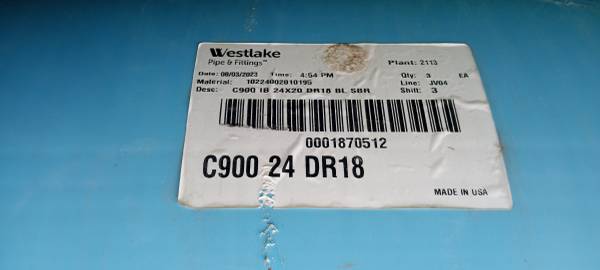 Westlake
Pipe & Fittings™
Plant: 2113
Date: 08/03/2023 Time: 4:54 PM Qty: 3 EA
Material: 10224002010195 Line: JV04
Desc: C900 IB 24X20 DR18 BL SBR Shift: 3
0001870512
C900 24 DR18
MADE IN USA